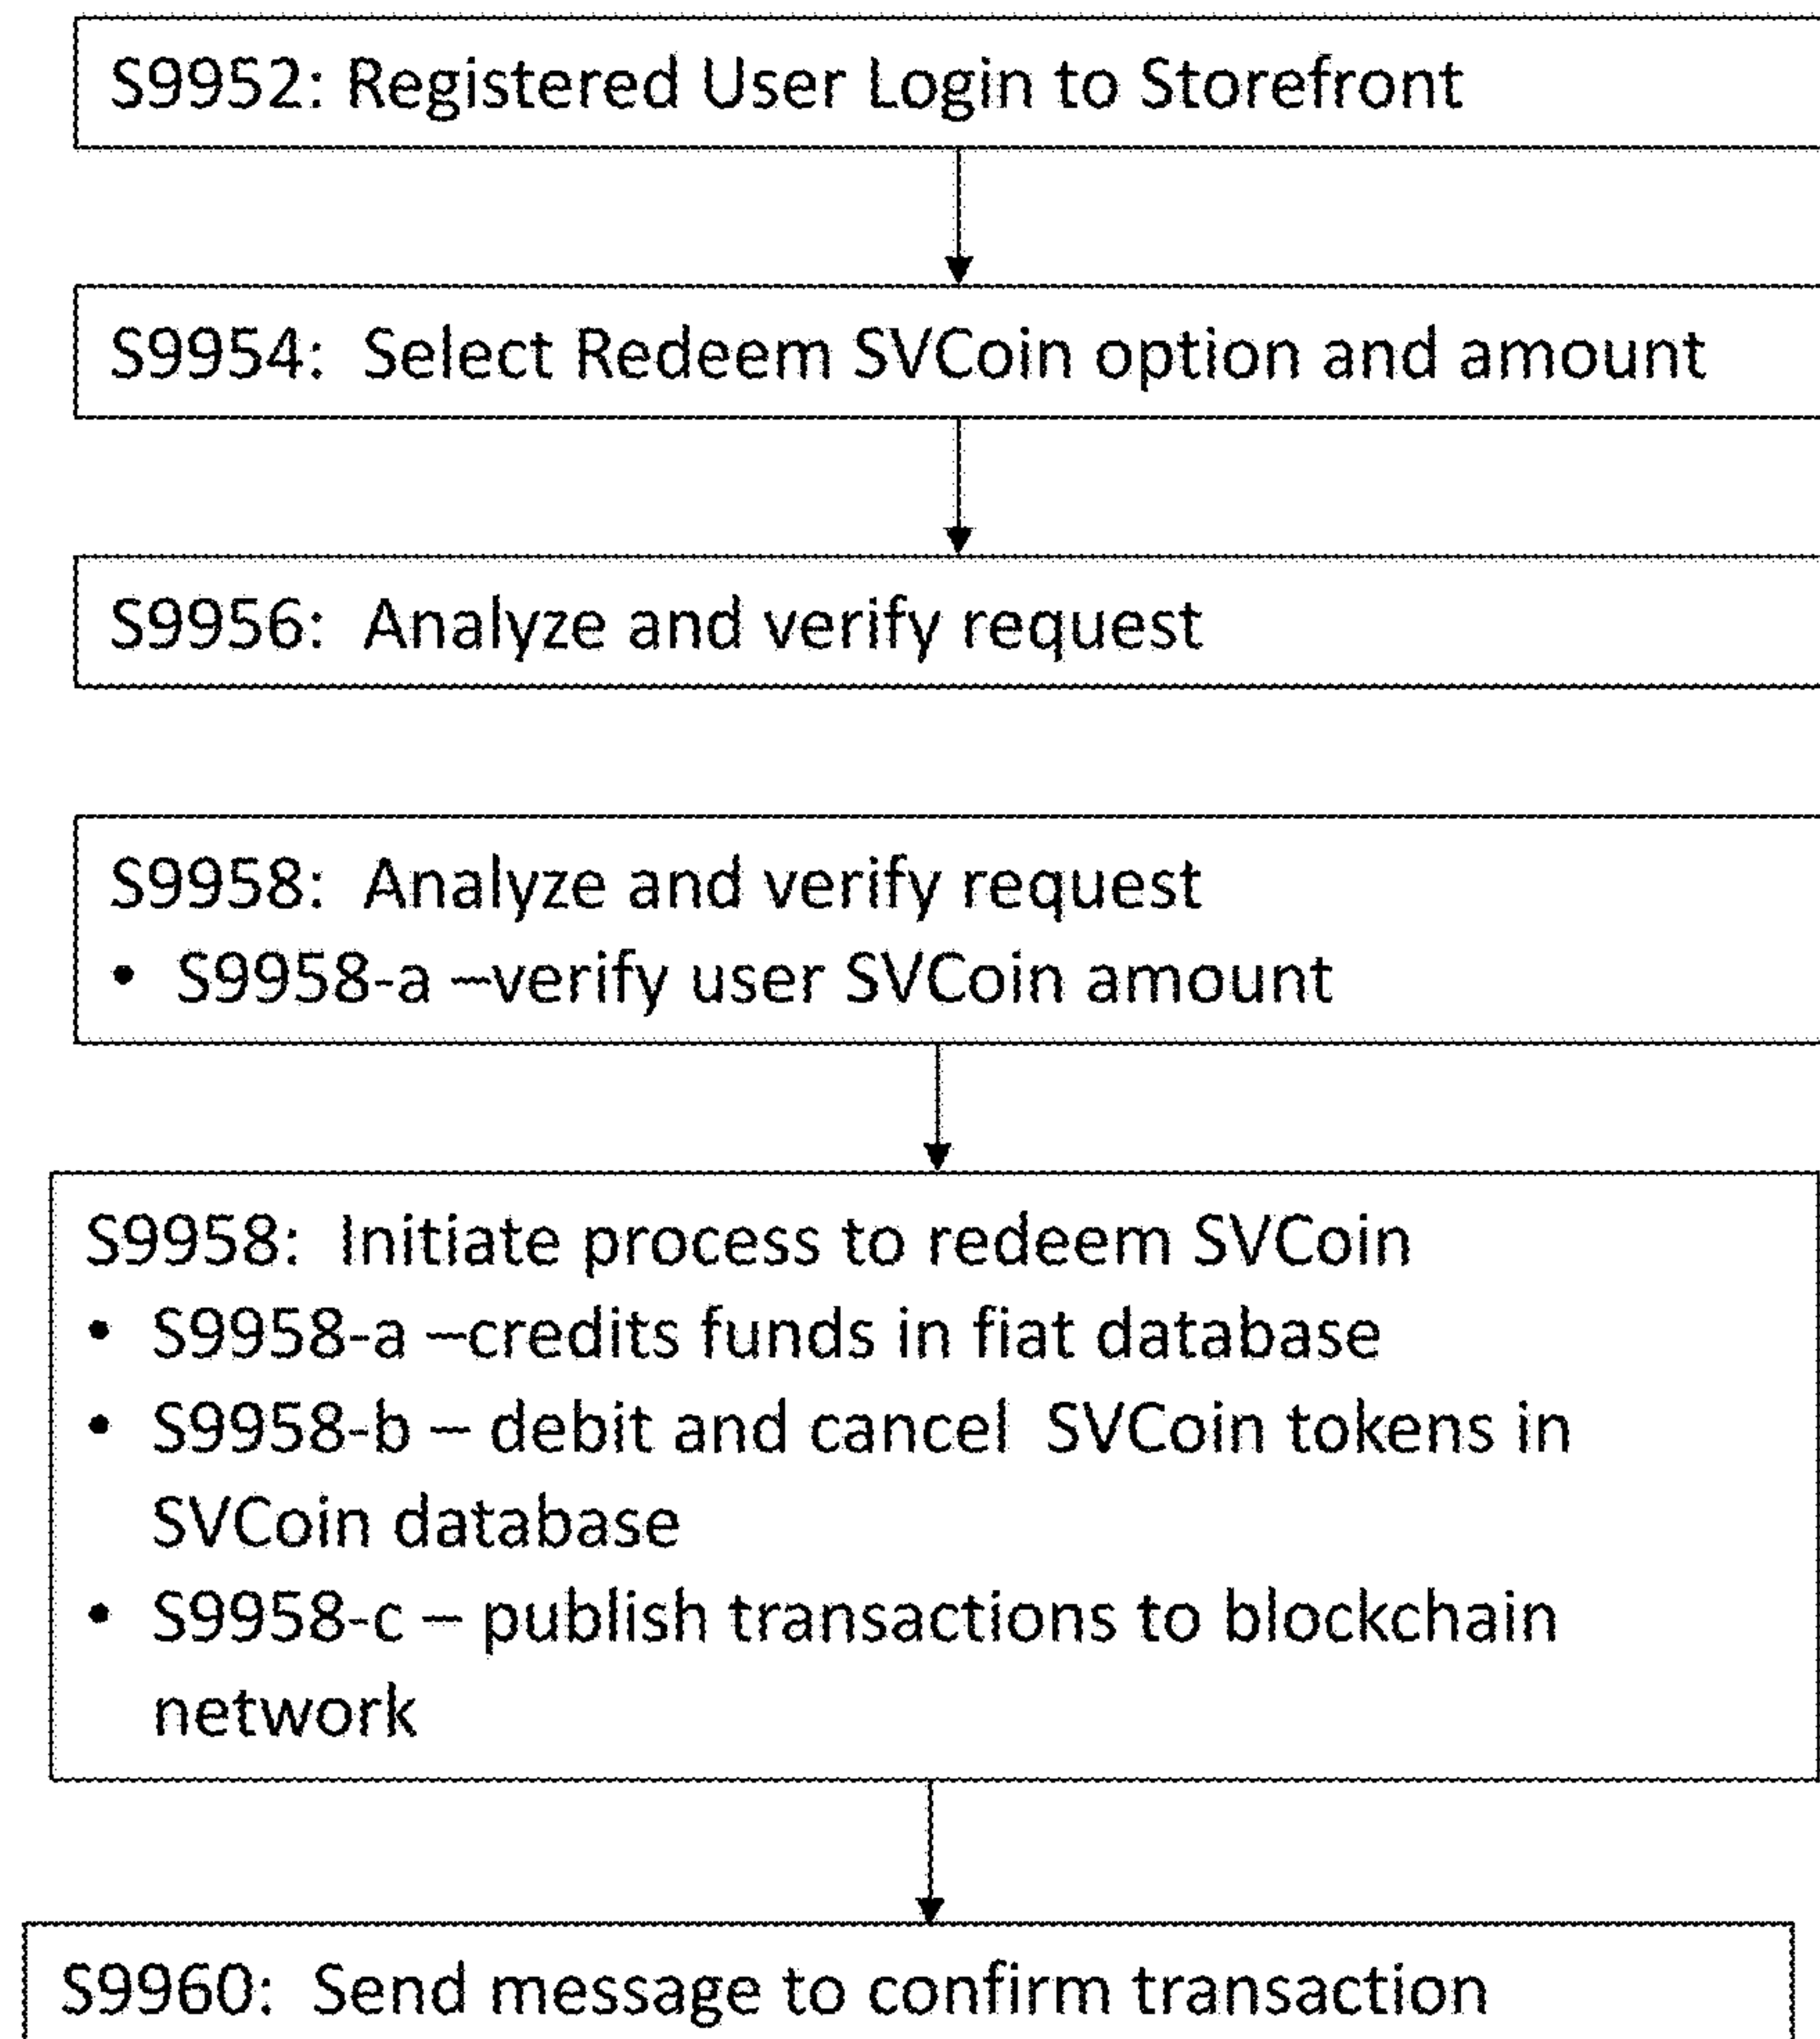 S9952: Registered User Login to Storefront
S9954: Select Redeem SVCoin option and amount
S9956: Analyze and verify request
S9958: Analyze and verify request
• S9958-a –verify user SVCoin amount
S9958: Initiate process to redeem SVCoin
• S9958-a –credits funds in fiat database
• S9958-b – debit and cancel SVCoin tokens in
SVCoin database
• S9958-c – publish transactions to blockchain
network
S9960: Send message to confirm transaction